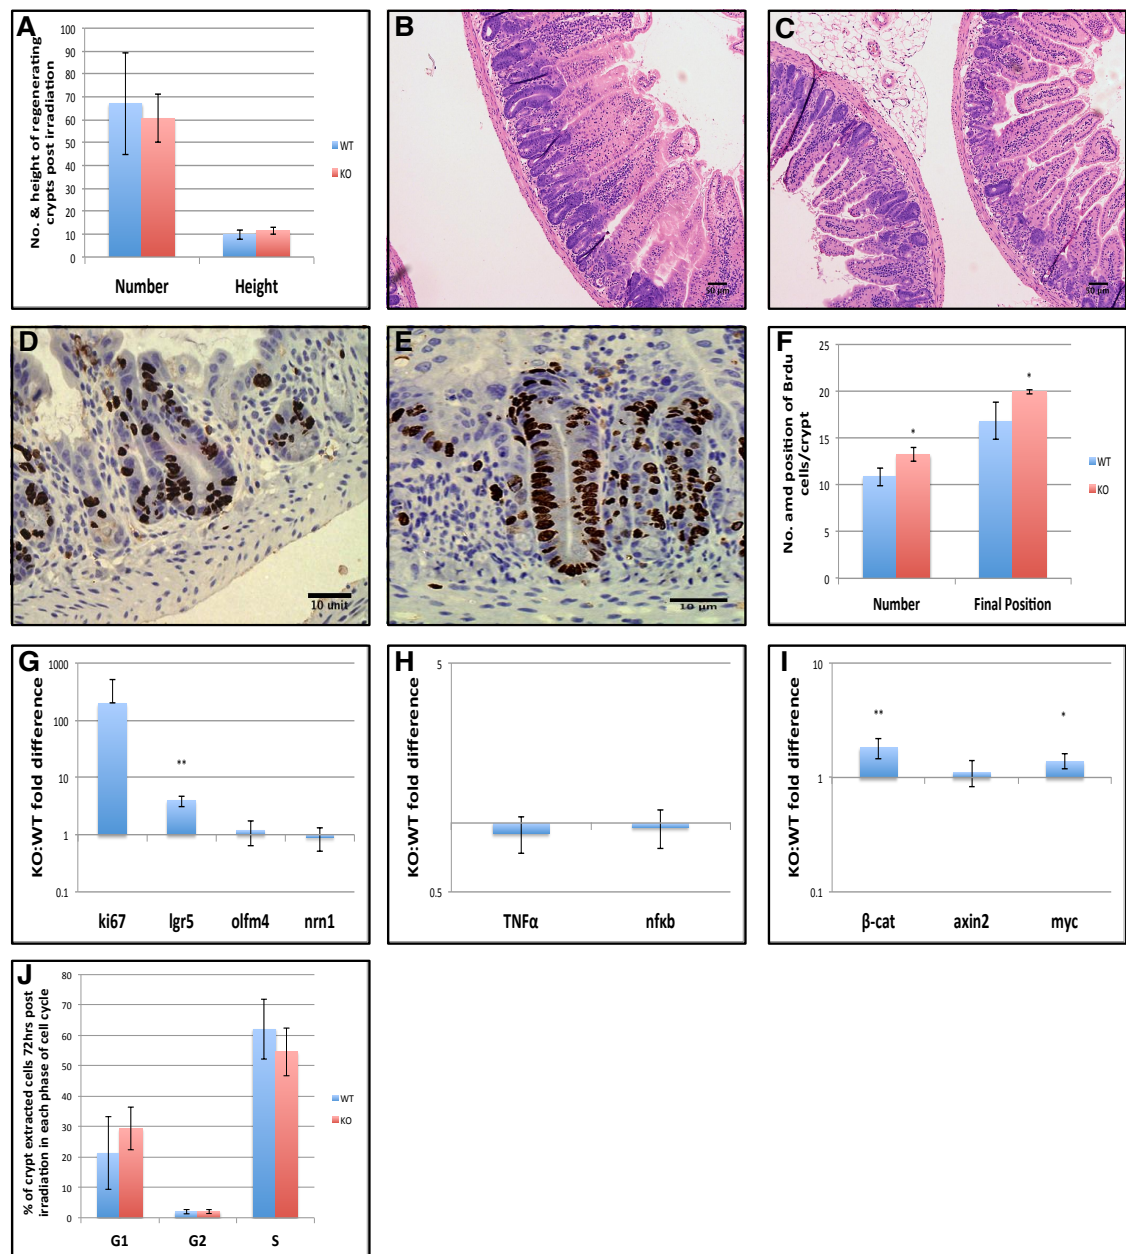 A
No. & height of regenerating
crypts post irradiation
100
90
80
70
60
50
40
30
20
10
0
Number Height
WT
KO
B
50 µm
C
50 µm
D
10 unit
E
10 µm
F
No. amd position of Brdu
cells/crypt
25
20
15
10
5
0
*
*
Number Final Position
WT
KO
G
KO:WT fold difference
1000
100
10
1
0.1
**
ki67 lgr5 olfm4 nrn1
H
KO:WT fold difference
5
0.5
TNFα nfκb
I
KO:WT fold difference
10
1
0.1
**
*
β-cat axin2 myc
J
% of crypt extracted cells 72hrs post
irradiation in each phase of cell cycle
80
70
60
50
40
30
20
10
0
G1 G2 S
WT
KO